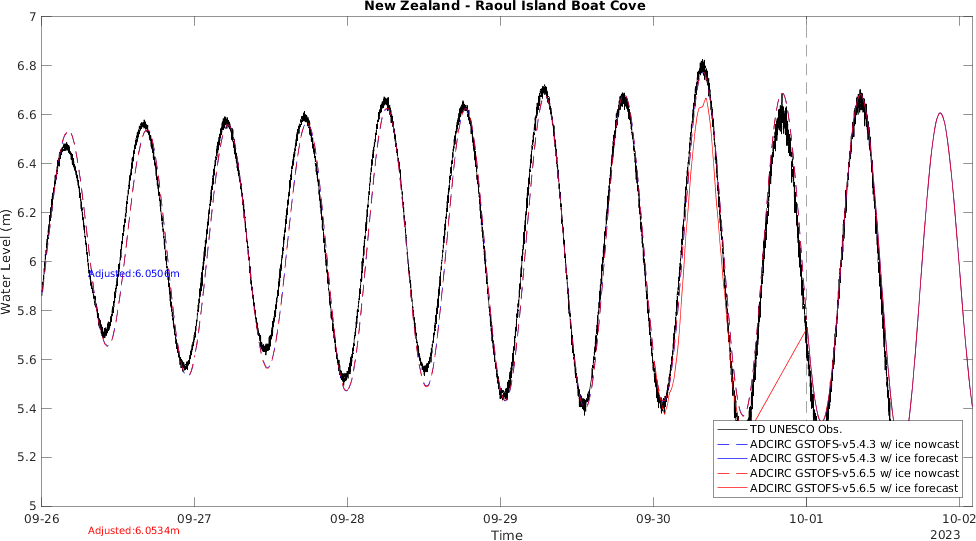 New Zealand - Raoul Island Boat Cove
7
6.8
6.6
6.4
6.2
6
5.8
5.6
5.4
5.2
5
Water Level (m)
Adjusted:6.0506m
TD UNESCO Obs.
ADCIRC GSTOFS-v5.4.3 w/ ice nowcast
ADCIRC GSTOFS-v5.4.3 w/ ice forecast
ADCIRC GSTOFS-v5.6.5 w/ ice nowcast
ADCIRC GSTOFS-v5.6.5 w/ ice forecast
09-26 09-27 09-28 09-29 09-30 10-01 10-02
Adjusted:6.0534m
Time
2023